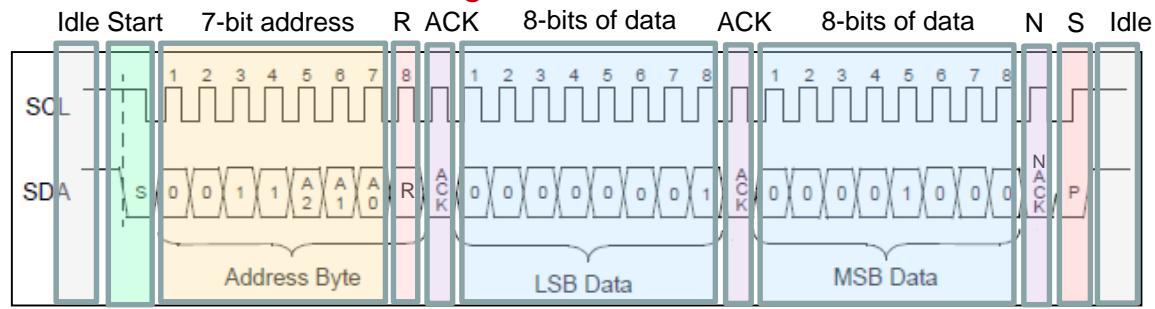 Idle Start 7-bit address R ACK 8-bits of data ACK 8-bits of data N S Idle
1 2 3 4 5 6 7 8 1 2 3 4 5 6 7 8 1 2 3 4 5 6 7 8
SCL
SDA S 0 0 1 1 A2 A1 A0 R ACK 0 0 0 0 0 0 0 1 ACK 0 0 0 0 1 0 0 0 NACK P
Address Byte LSB Data MSB Data